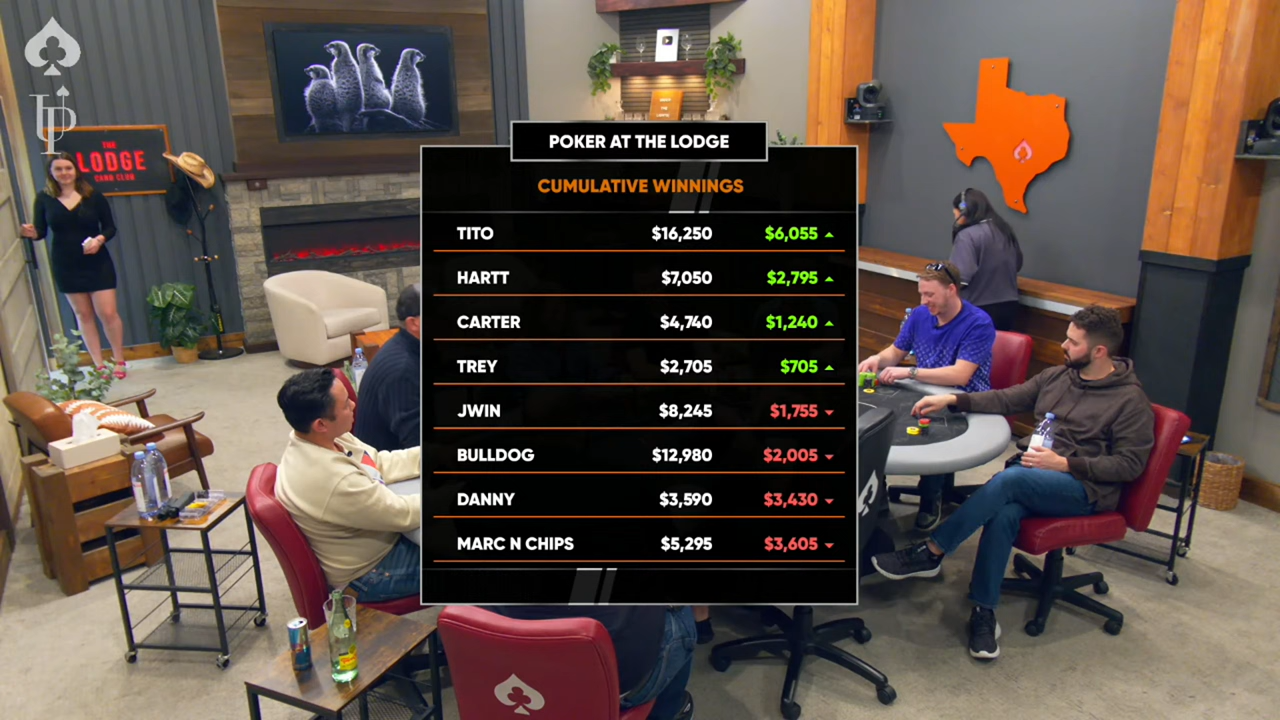 UP
THE
LODGE
CARD CLUB
POKER AT THE LODGE
CUMULATIVE WINNINGS
TITO $16,250 $6,055
HARTT $7,050 $2,795
CARTER $4,740 $1,240
TREY $2,705 $705
JWIN $8,245 $1,755
BULLDOG $12,980 $2,005
DANNY $3,590 $3,430
MARC N CHIPS $5,295 $3,605